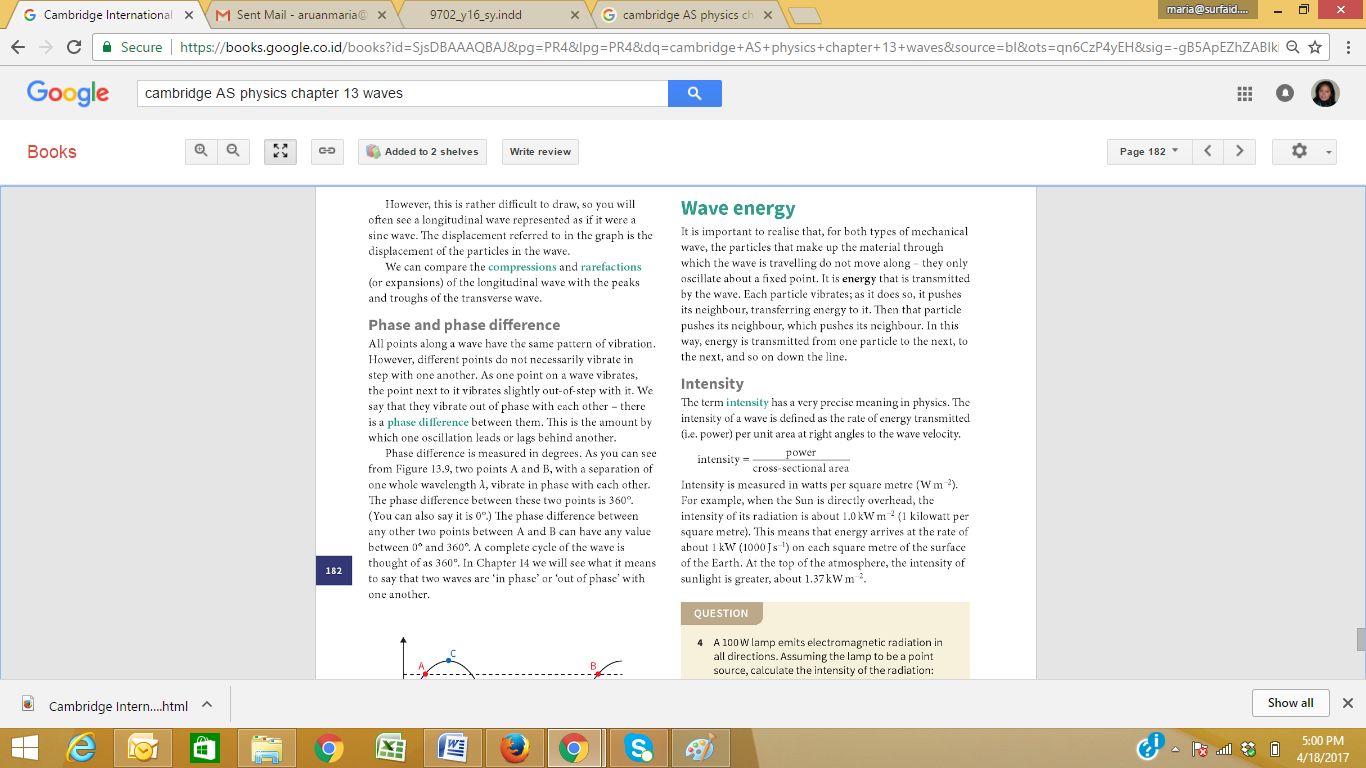 Cambridge International
Sent Mail - aruanmaria@
9702_y16_sy.indd
cambridge AS physics ch
maria@surfaid....
Secure
https://books.google.co.id/books?id=SjsDBAAAQBAJ&pg=PR4&lpg=PR4&dq=cambridge+AS+physics+chapter+13+waves&source=bl&ots=qn6CzP4yEH&sig=-gB5ApEZhZABIkl
Google
cambridge AS physics chapter 13 waves
Books
Added to 2 shelves
Write review
Page 182
However, this is rather difficult to draw, so you will
often see a longitudinal wave represented as if it were a
sine wave. The displacement referred to in the graph is the
displacement of the particles in the wave.
We can compare the compressions and rarefactions
(or expansions) of the longitudinal wave with the peaks
and troughs of the transverse wave.
Phase and phase difference
All points along a wave have the same pattern of vibration.
However, different points do not necessarily vibrate in
step with one another. As one point on a wave vibrates,
the point next to it vibrates slightly out-of-step with it. We
say that they vibrate out of phase with each other – there
is a phase difference between them. This is the amount by
which one oscillation leads or lags behind another.
Phase difference is measured in degrees. As you can see
from Figure 13.9, two points A and B, with a separation of
one whole wavelength λ, vibrate in phase with each other.
The phase difference between these two points is 360°.
(You can also say it is 0°.) The phase difference between
any other two points between A and B can have any value
between 0° and 360°. A complete cycle of the wave is
thought of as 360°. In Chapter 14 we will see what it means
to say that two waves are ‘in phase’ or ‘out of phase’ with
one another.
182
A
C
B
Wave energy
It is important to realise that, for both types of mechanical
wave, the particles that make up the material through
which the wave is travelling do not move along – they only
oscillate about a fixed point. It is energy that is transmitted
by the wave. Each particle vibrates; as it does so, it pushes
its neighbour, transferring energy to it. Then that particle
pushes its neighbour, which pushes its neighbour. In this
way, energy is transmitted from one particle to the next, to
the next, and so on down the line.
Intensity
The term intensity has a very precise meaning in physics. The
intensity of a wave is defined as the rate of energy transmitted
(i.e. power) per unit area at right angles to the wave velocity.
intensity = power
cross-sectional area
Intensity is measured in watts per square metre (W m⁻²).
For example, when the Sun is directly overhead, the
intensity of its radiation is about 1.0 kW m⁻² (1 kilowatt per
square metre). This means that energy arrives at the rate of
about 1 kW (1000 J s⁻¹) on each square metre of the surface
of the Earth. At the top of the atmosphere, the intensity of
sunlight is greater, about 1.37 kW m⁻².
QUESTION
4 A 100 W lamp emits electromagnetic radiation in
all directions. Assuming the lamp to be a point
source, calculate the intensity of the radiation:
Cambridge Intern....html
Show all
5:00 PM
4/18/2017